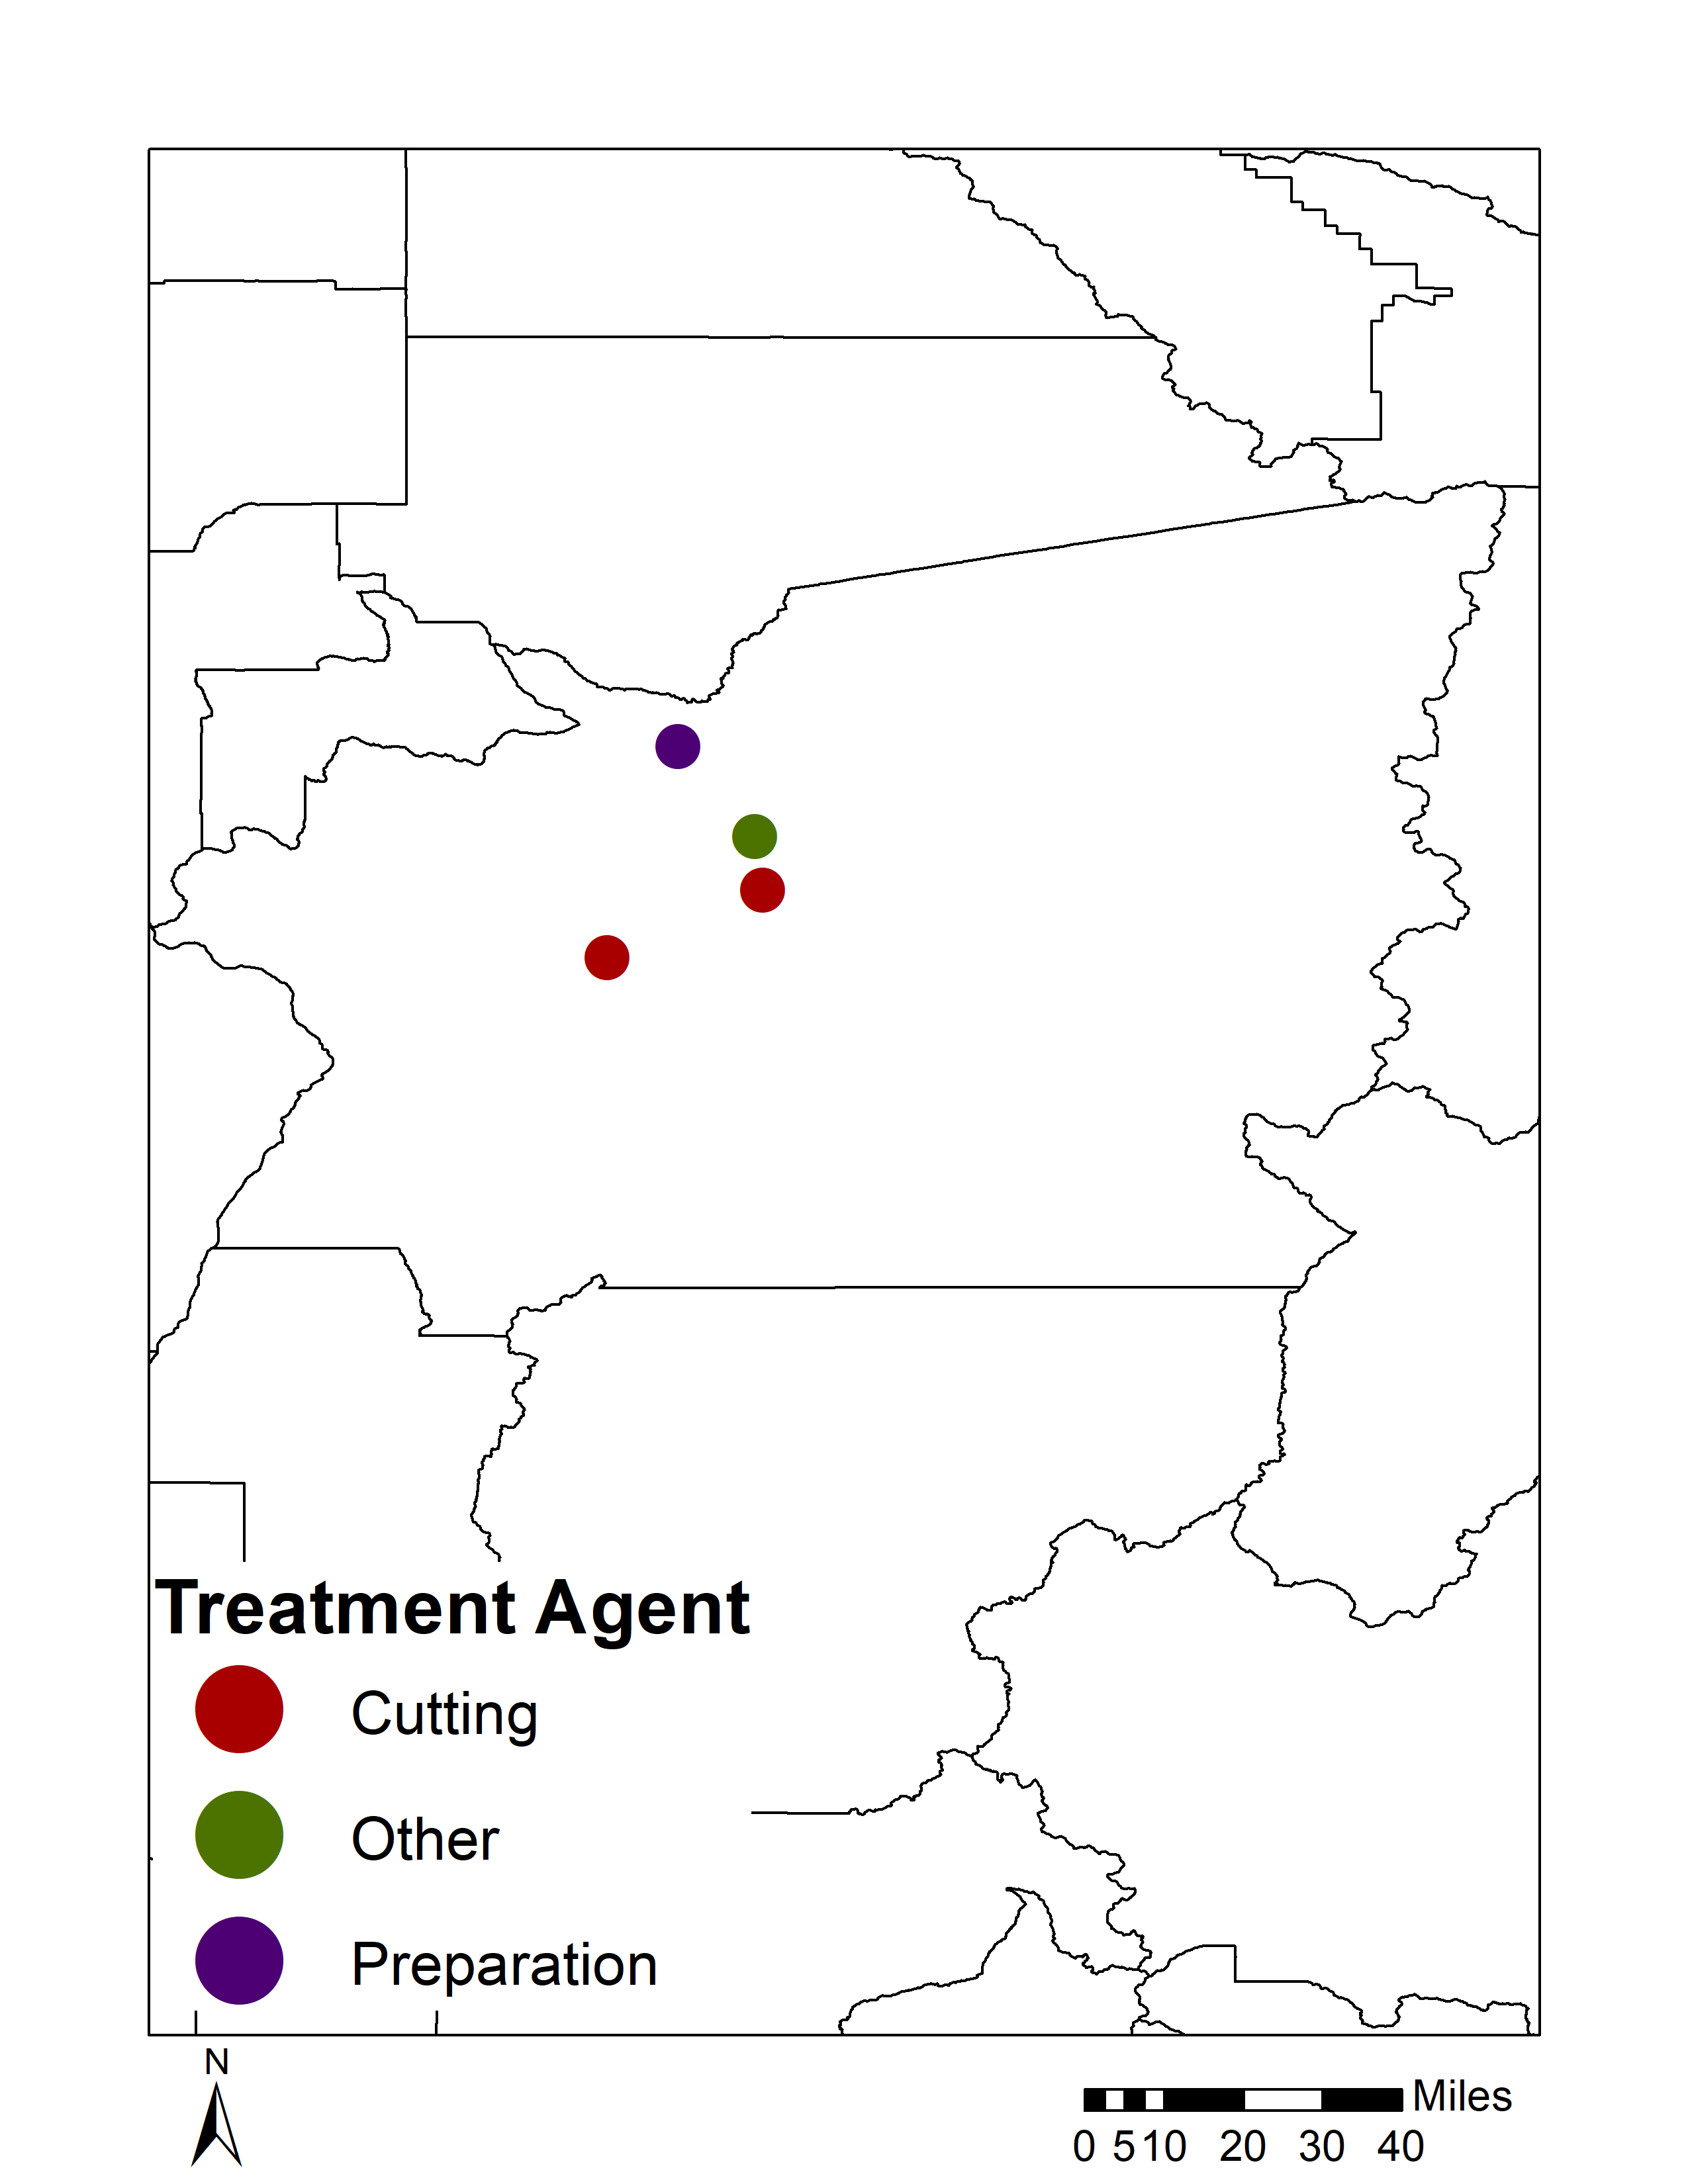 Treatment Agent
Cutting
Other
Preparation
N
Miles
0 5 10 20 30 40